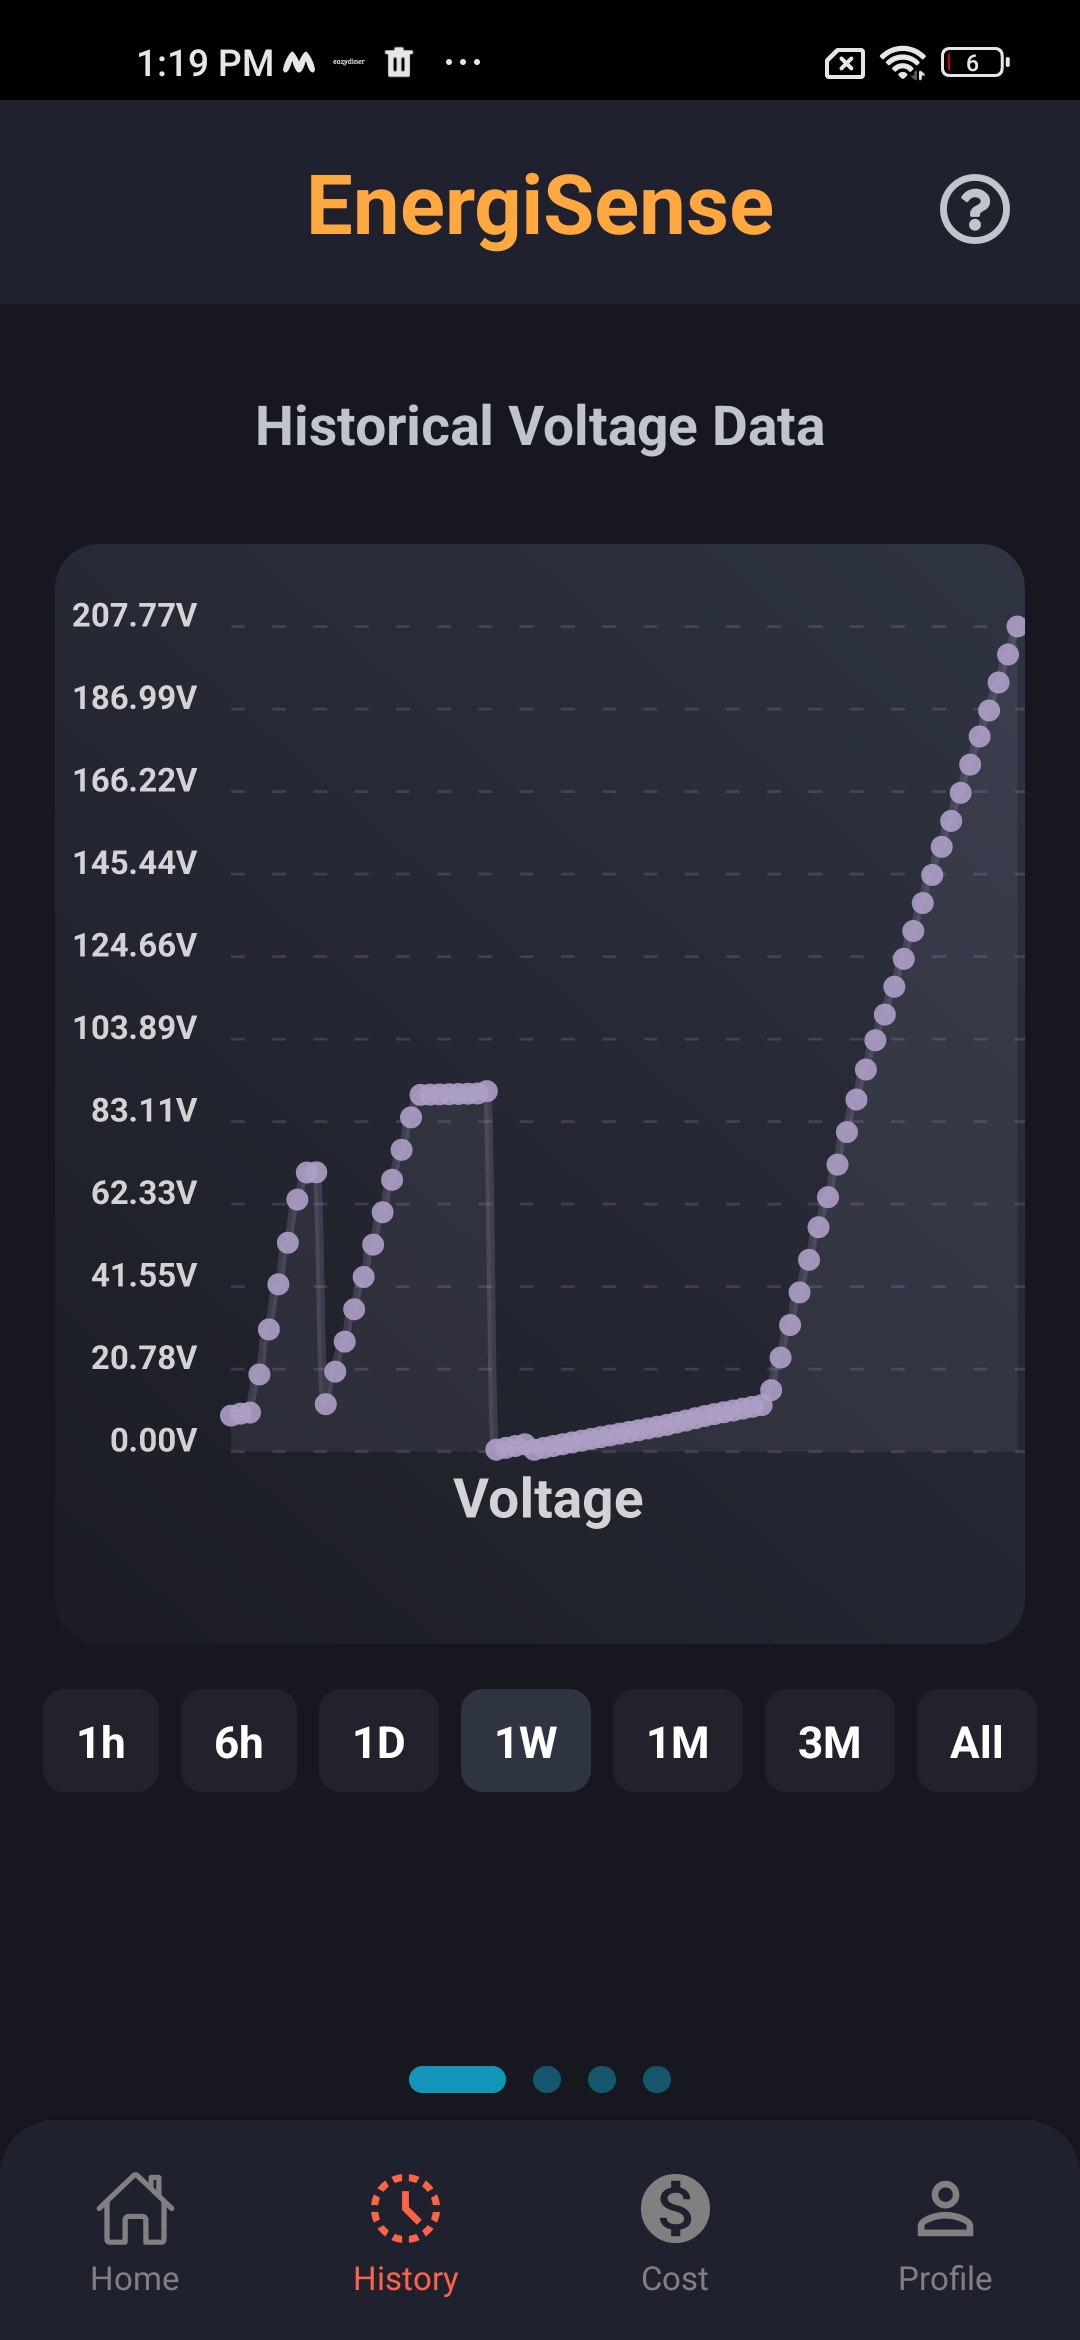 1:19 PM eazydiner 6
EnergiSense
Historical Voltage Data
207.77V
186.99V
166.22V
145.44V
124.66V
103.89V
83.11V
62.33V
41.55V
20.78V
0.00V
Voltage
1h 6h 1D 1W 1M 3M All
Home History Cost Profile